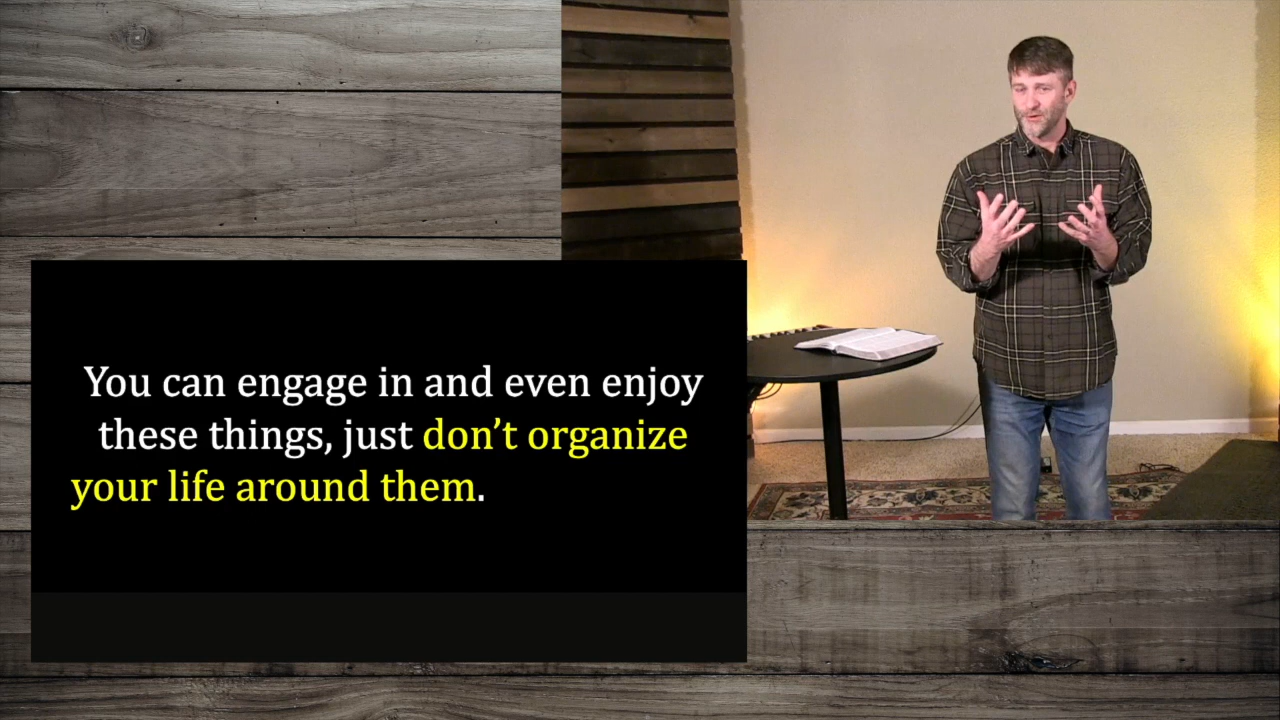 You can engage in and even enjoy
these things, just don’t organize
your life around them.